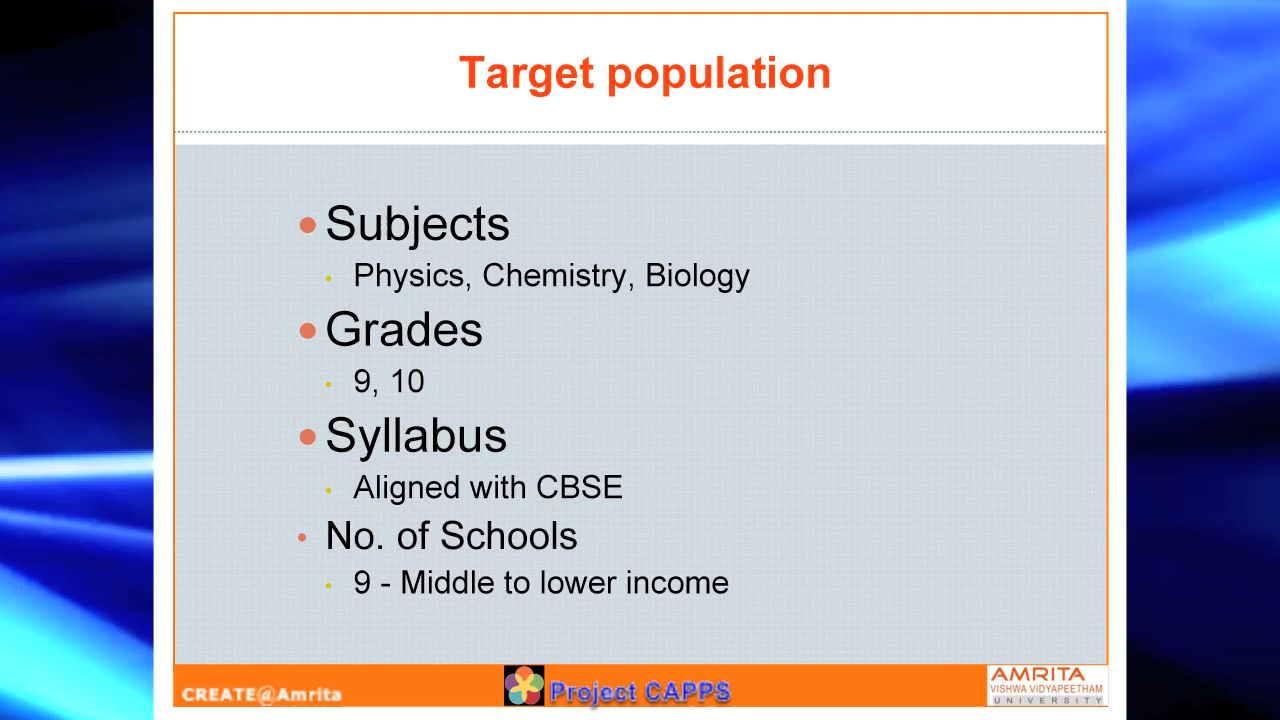 Target population
Subjects
Physics, Chemistry, Biology
Grades
9, 10
Syllabus
Aligned with CBSE
No. of Schools
9 - Middle to lower income
CREATE@Amrita
Project CAPPS
AMRITA
VISHWA VIDYAPEETHAM
UNIVERSITY